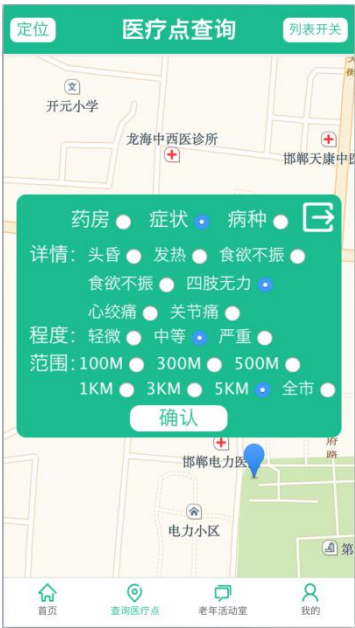 定位 医疗点查询 列表开关
文
开元小学
龙海中西医诊所
邯郸天康中医
药房 症状 病种
详情: 头昏 发热 食欲不振
食欲不振 四肢无力
心绞痛 关节痛
程度: 轻微 中等 严重
范围: 100M 300M 500M
1KM 3KM 5KM 全市
确认
府
路
邯郸电力医
电力小区
第
首页 查询医疗点 老年活动室 我的